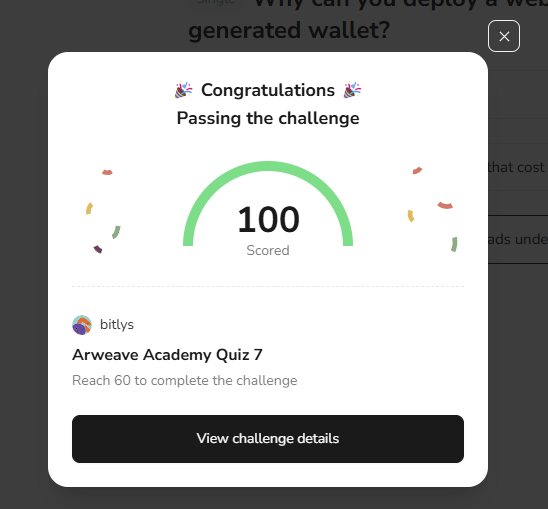 Single Why can you deploy a web
generated wallet?
Congratulations
Passing the challenge
that cost
100
ads unde
Scored
bitlys
Arweave Academy Quiz 7
Reach 60 to complete the challenge
View challenge details